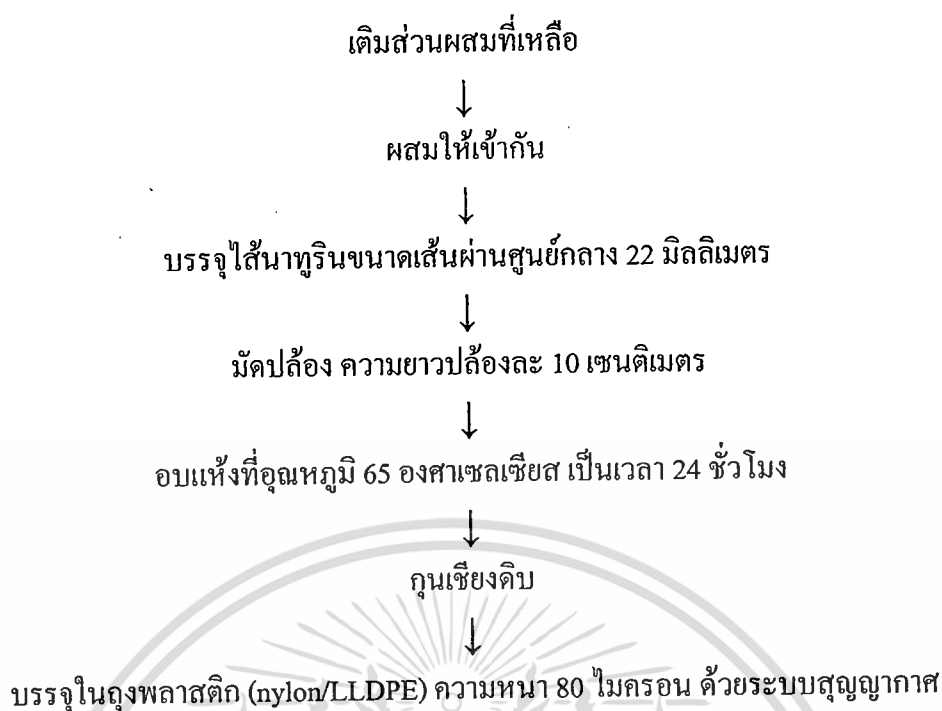 เติมส่วนผสมที่เหลือ
↓
ผสมให้เข้ากัน
↓
บรรจุไส้นาทูรินขนาดเส้นผ่านศูนย์กลาง 22 มิลลิเมตร
↓
มัดปล้อง ความยาวปล้องละ 10 เซนติเมตร
↓
อบแห้งที่อุณหภูมิ 65 องศาเซลเซียส เป็นเวลา 24 ชั่วโมง
↓
กุนเชียงดิบ
↓
บรรจุในถุงพลาสติก (nylon/LLDPE) ความหนา 80 ไมครอน ด้วยระบบสุญญากาศ